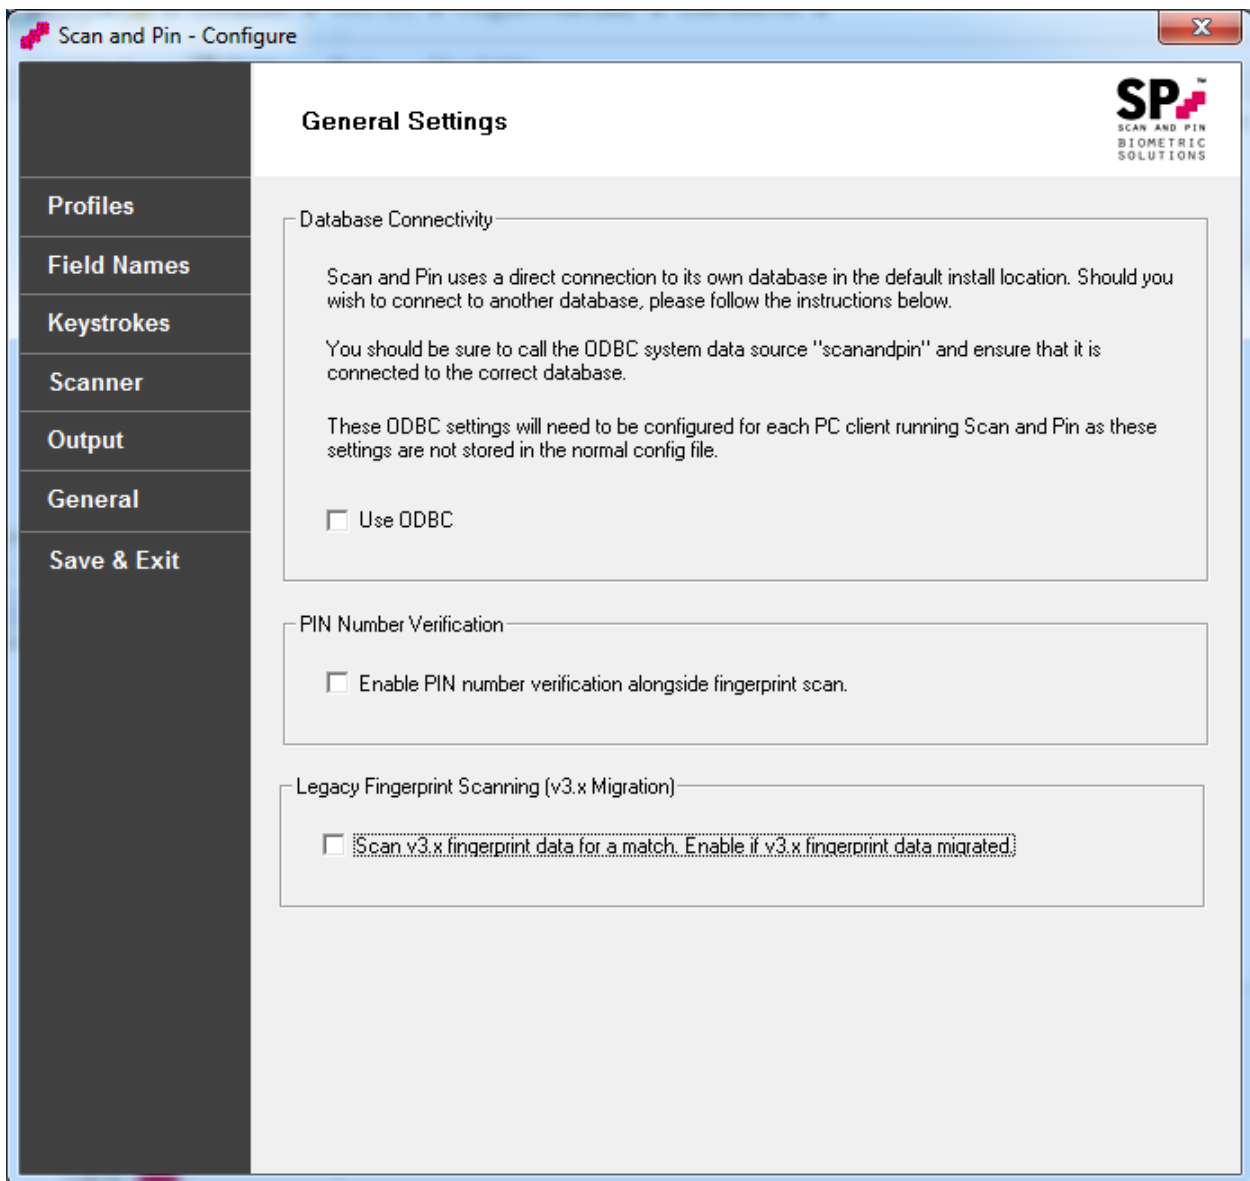 Scan and Pin - Configure
General Settings
SP™
SCAN AND PIN
BIOMETRIC
SOLUTIONS
Profiles
Field Names
Keystrokes
Scanner
Output
General
Save & Exit
Database Connectivity
Scan and Pin uses a direct connection to its own database in the default install location. Should you
wish to connect to another database, please follow the instructions below.
You should be sure to call the ODBC system data source "scanandpin" and ensure that it is
connected to the correct database.
These ODBC settings will need to be configured for each PC client running Scan and Pin as these
settings are not stored in the normal config file.
Use ODBC
PIN Number Verification
Enable PIN number verification alongside fingerprint scan.
Legacy Fingerprint Scanning (v3.x Migration)
Scan v3.x fingerprint data for a match. Enable if v3.x fingerprint data migrated.